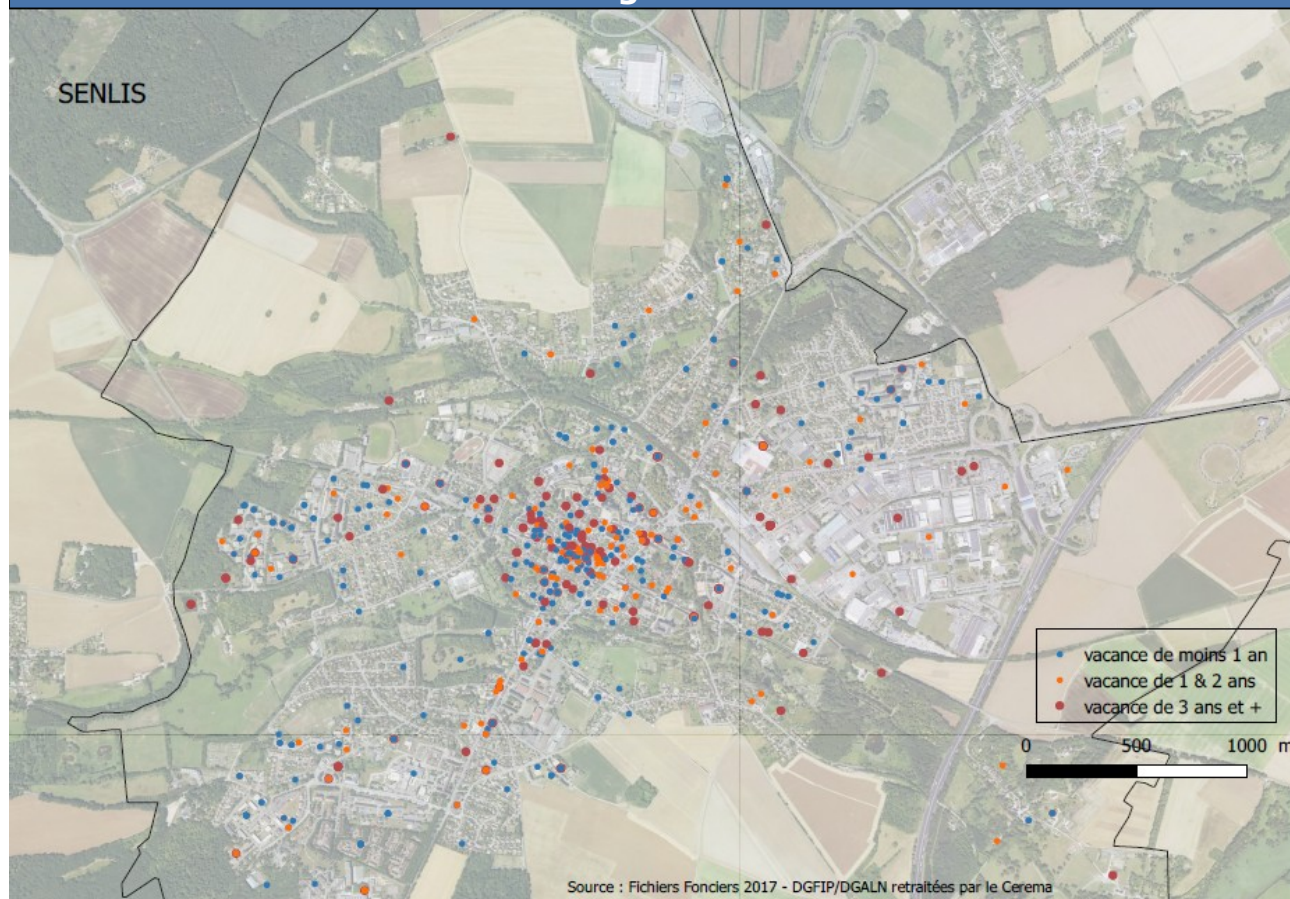 SENLIS
vacance de moins 1 an
vacance de 1 & 2 ans
vacance de 3 ans et +
0 500 1000 m
Source : Fichiers Fonciers 2017 - DGFIP/DGALN retraitées par le Cerema